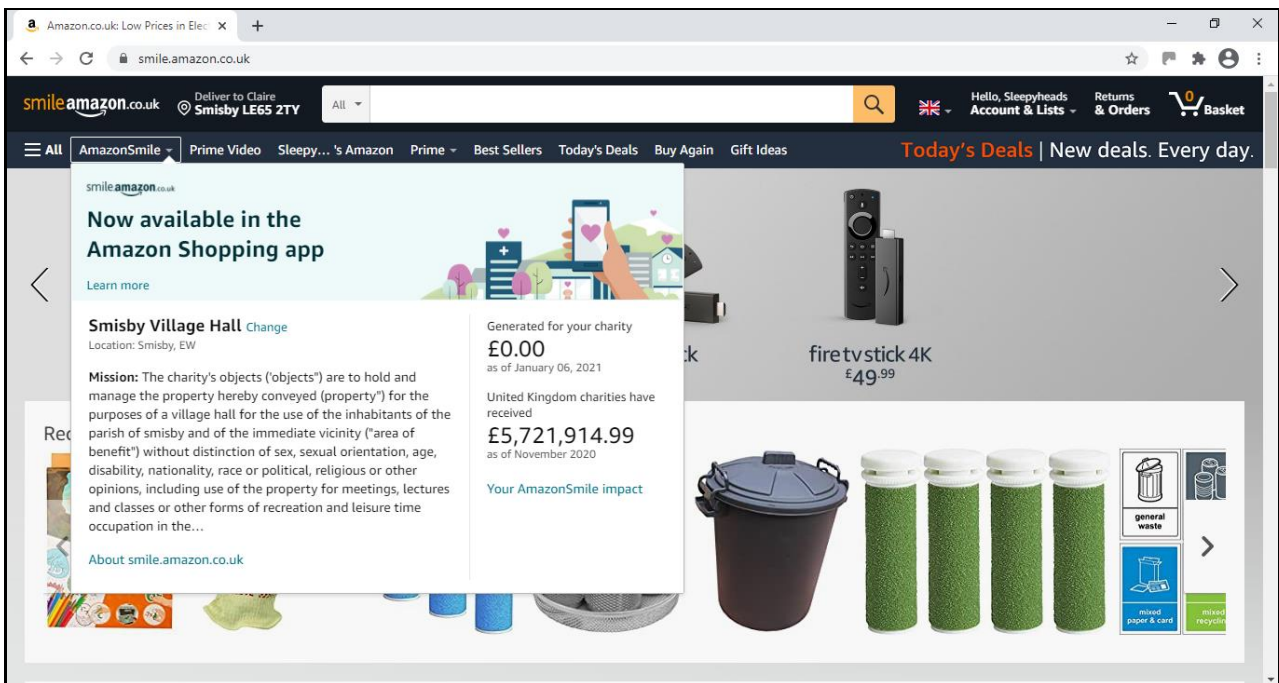 Amazon.co.uk: Low Prices in Elec
smile.amazon.co.uk
smileamazon.co.uk
Deliver to Claire
Smisby LE65 2TY
All
Hello, Sleepyheads
Account & Lists
Returns
& Orders
0
Basket
All
AmazonSmile
Prime Video
Sleepy... 's Amazon
Prime
Best Sellers
Today's Deals
Buy Again
Gift Ideas
Today's Deals | New deals. Every day.
smile.amazon.co.uk
Now available in the
Amazon Shopping app
Learn more
Smisby Village Hall Change
Location: Smisby, EW
Mission: The charity's objects ('objects") are to hold and
manage the property hereby conveyed (property") for the
purposes of a village hall for the use of the inhabitants of the
parish of smisby and of the immediate vicinity ("area of
benefit") without distinction of sex, sexual orientation, age,
disability, nationality, race or political, religious or other
opinions, including use of the property for meetings, lectures
and classes or other forms of recreation and leisure time
occupation in the...
About smile.amazon.co.uk
Generated for your charity
£0.00
as of January 06, 2021
United Kingdom charities have
received
£5,721,914.99
as of November 2020
Your AmazonSmile impact
ck
fire tv stick 4K
£49.99
Rec
general
waste
mixed
paper & card
mixed
recyclin